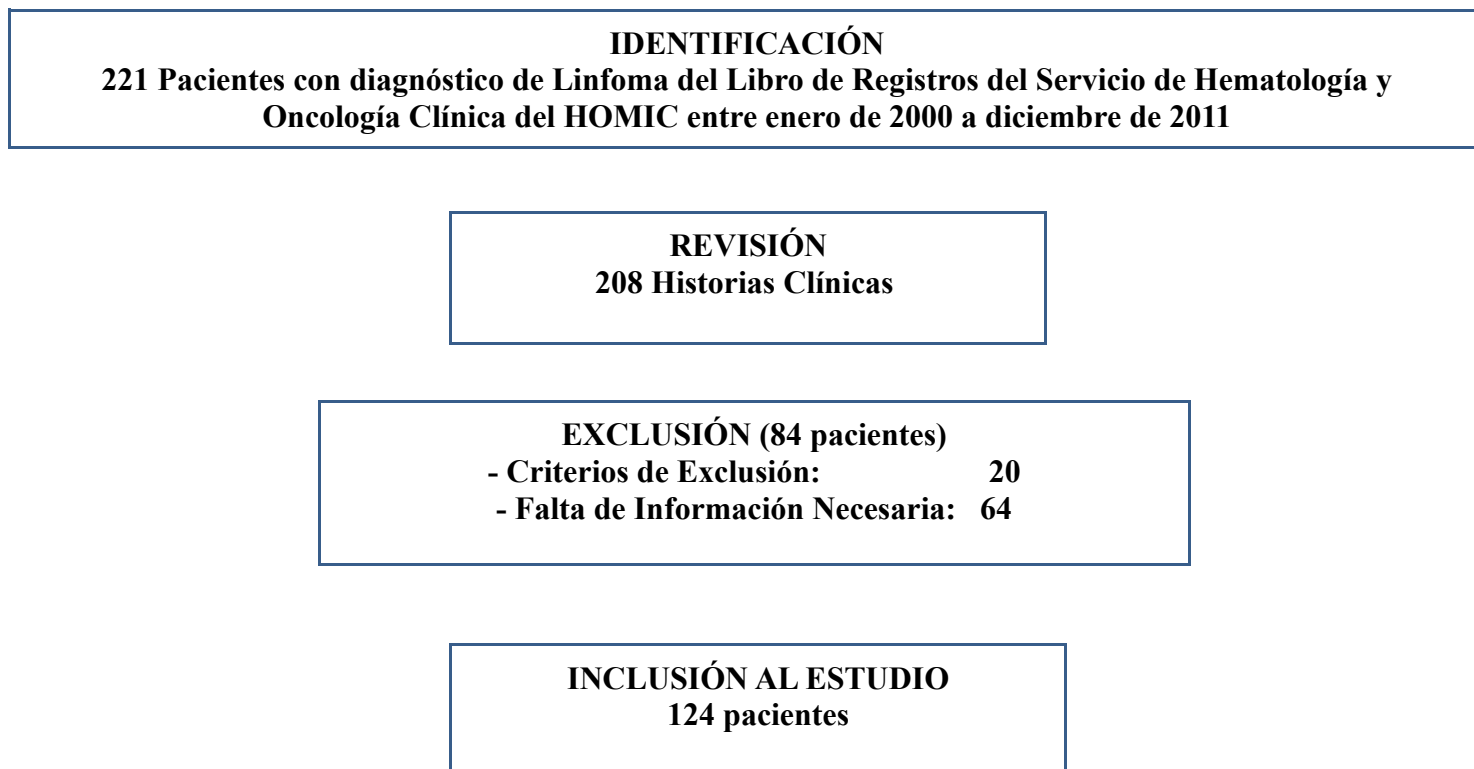 IDENTIFICACIÓN
221 Pacientes con diagnóstico de Linfoma del Libro de Registros del Servicio de Hematología y
Oncología Clínica del HOMIC entre enero de 2000 a diciembre de 2011
REVISIÓN
208 Historias Clínicas
EXCLUSIÓN (84 pacientes)
- Criterios de Exclusión: 20
- Falta de Información Necesaria: 64
INCLUSIÓN AL ESTUDIO
124 pacientes